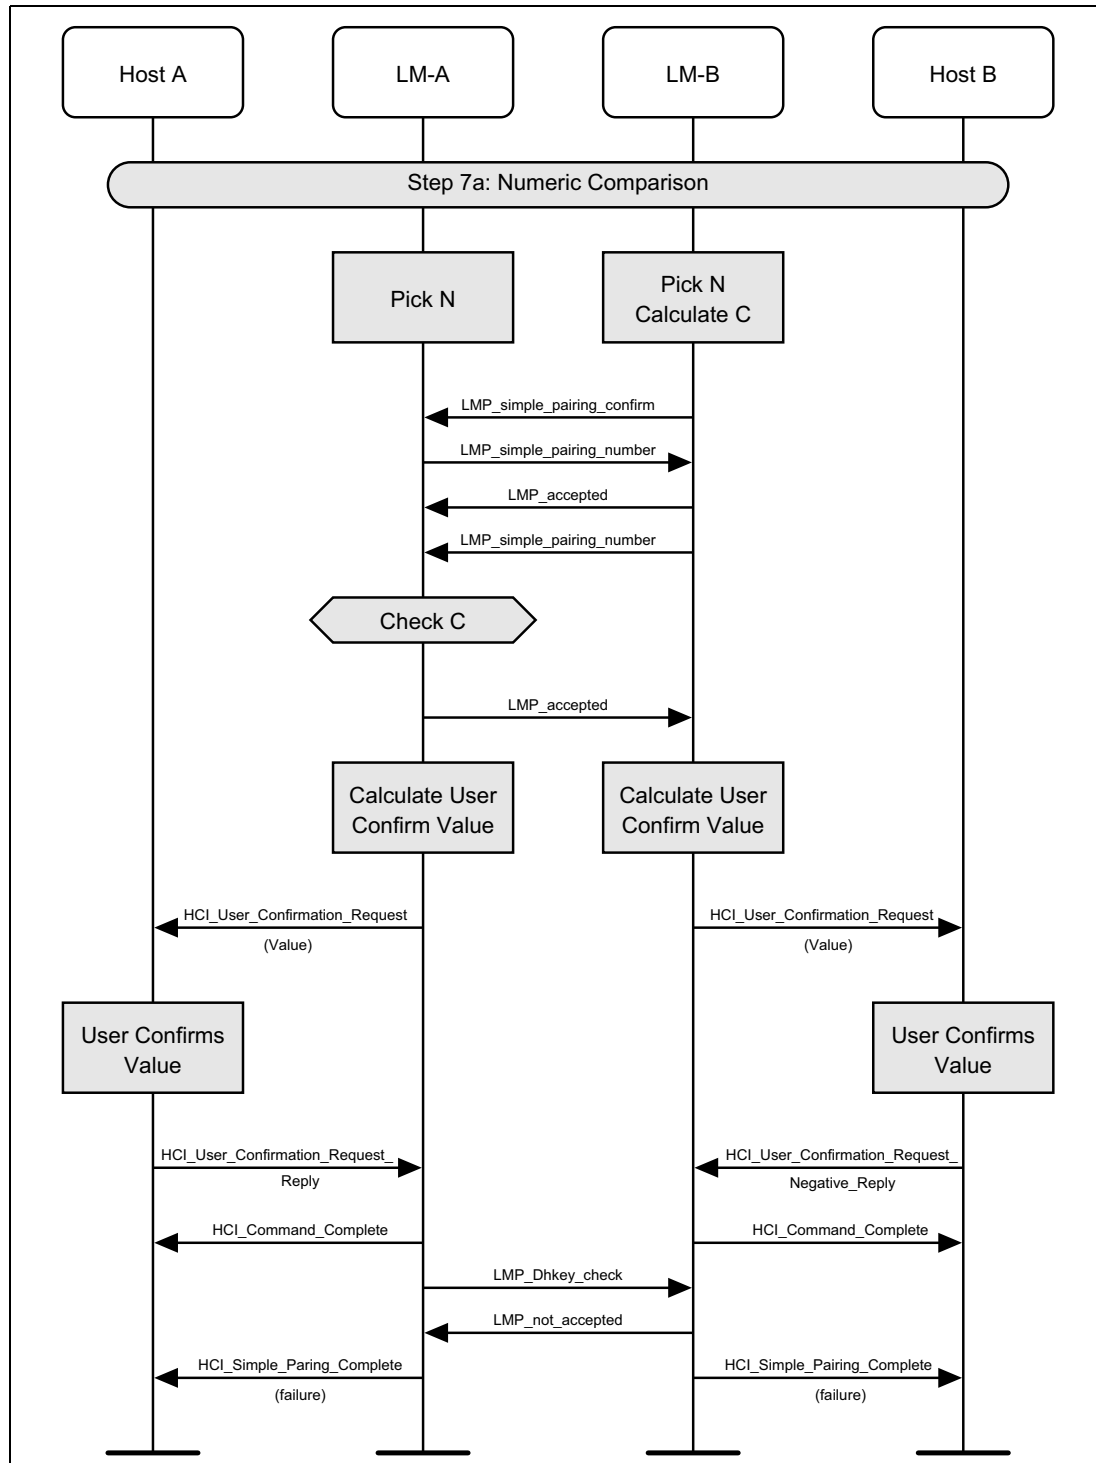 Host A
LM-A
LM-B
Host B
Step 7a: Numeric Comparison
Pick N
Pick N
Calculate C
LMP_simple_pairing_confirm
LMP_simple_pairing_number
LMP_accepted
LMP_simple_pairing_number
Check C
LMP_accepted
Calculate User
Confirm Value
Calculate User
Confirm Value
HCI_User_Confirmation_Request
(Value)
HCI_User_Confirmation_Request
(Value)
User Confirms
Value
User Confirms
Value
HCI_User_Confirmation_Request_
Reply
HCI_User_Confirmation_Request_
Negative_Reply
HCI_Command_Complete
HCI_Command_Complete
LMP_Dhkey_check
LMP_not_accepted
HCI_Simple_Paring_Complete
(failure)
HCI_Simple_Pairing_Complete
(failure)